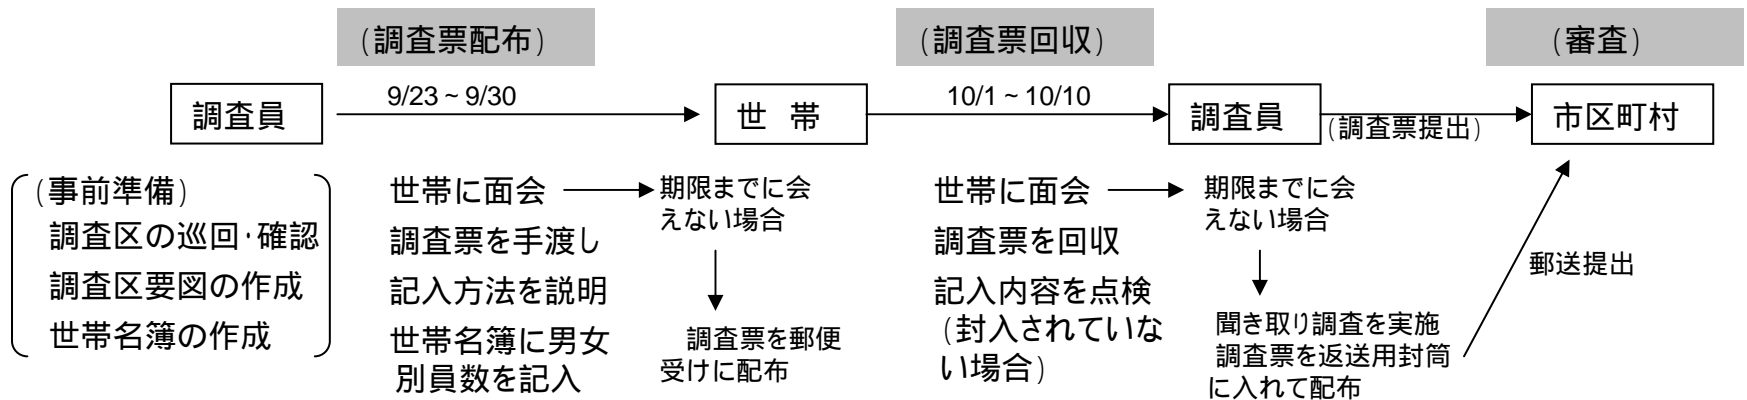 (調査票配布)
(調査票回収)
(審査)
調査員
9/23~9/30
世 帯
10/1~10/10
調査員
(調査票提出)
市区町村
(事前準備)
調査区の巡回・確認
調査区要図の作成
世帯名簿の作成
世帯に面会
調査票を手渡し
記入方法を説明
世帯名簿に男女
別員数を記入
期限までに会
えない場合
調査票を郵便
受けに配布
世帯に面会
調査票を回収
記入内容を点検
(封入されていな
い場合)
期限までに会
えない場合
聞き取り調査を実施
調査票を返送用封筒
に入れて配布
郵送提出